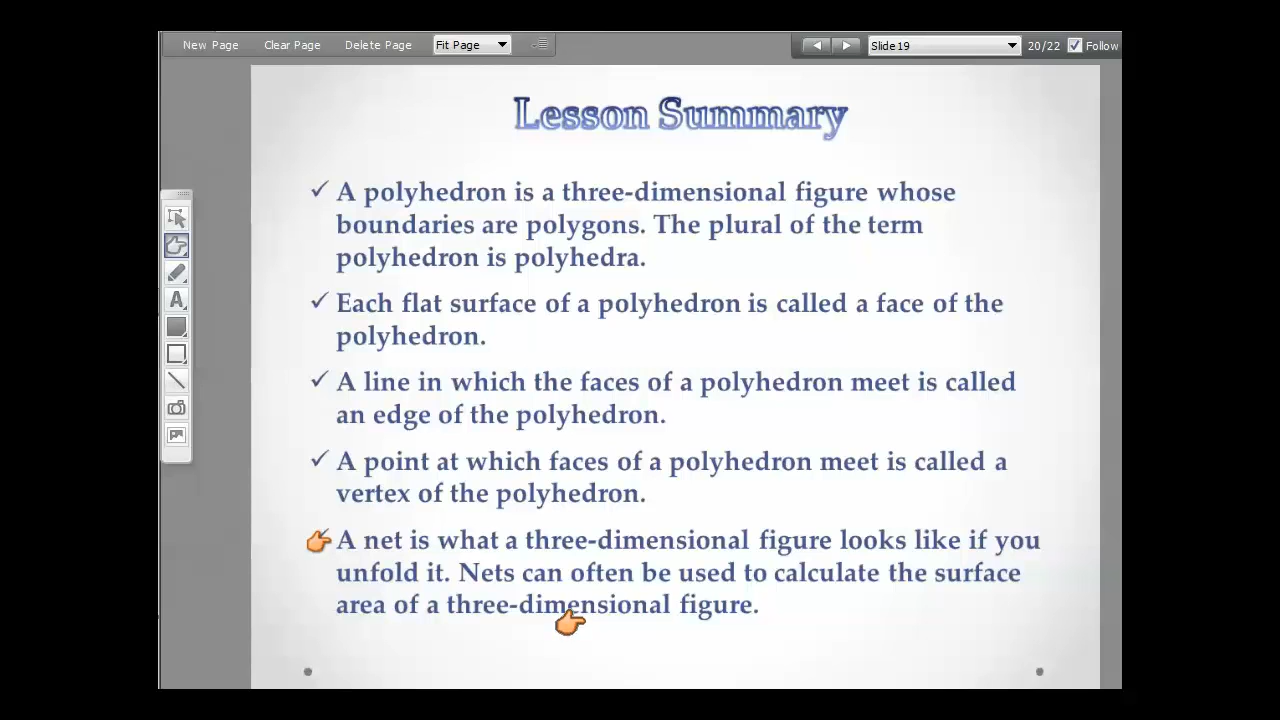 New Page Clear Page Delete Page Fit Page Slide19 20/22 Follow
Lesson Summary
✓ A polyhedron is a three-dimensional figure whose
boundaries are polygons. The plural of the term
polyhedron is polyhedra.
✓ Each flat surface of a polyhedron is called a face of the
polyhedron.
✓ A line in which the faces of a polyhedron meet is called
an edge of the polyhedron.
✓ A point at which faces of a polyhedron meet is called a
vertex of the polyhedron.
A net is what a three-dimensional figure looks like if you
unfold it. Nets can often be used to calculate the surface
area of a three-dimensional figure.
A